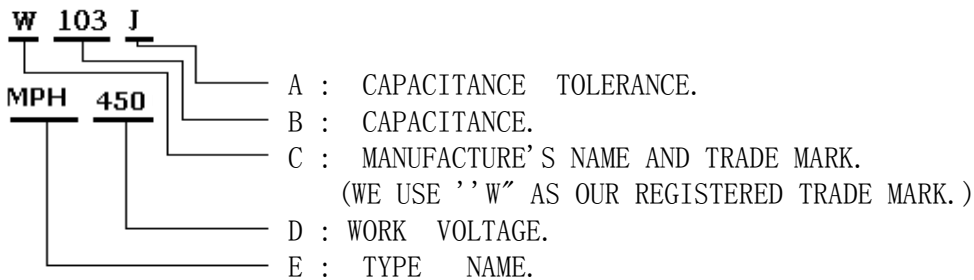 W 103 J
A : CAPACITANCE TOLERANCE.
MPH 450
B : CAPACITANCE.
C : MANUFACTURE'S NAME AND TRADE MARK.
(WE USE ''W" AS OUR REGISTERED TRADE MARK.)
D : WORK VOLTAGE.
E : TYPE NAME.